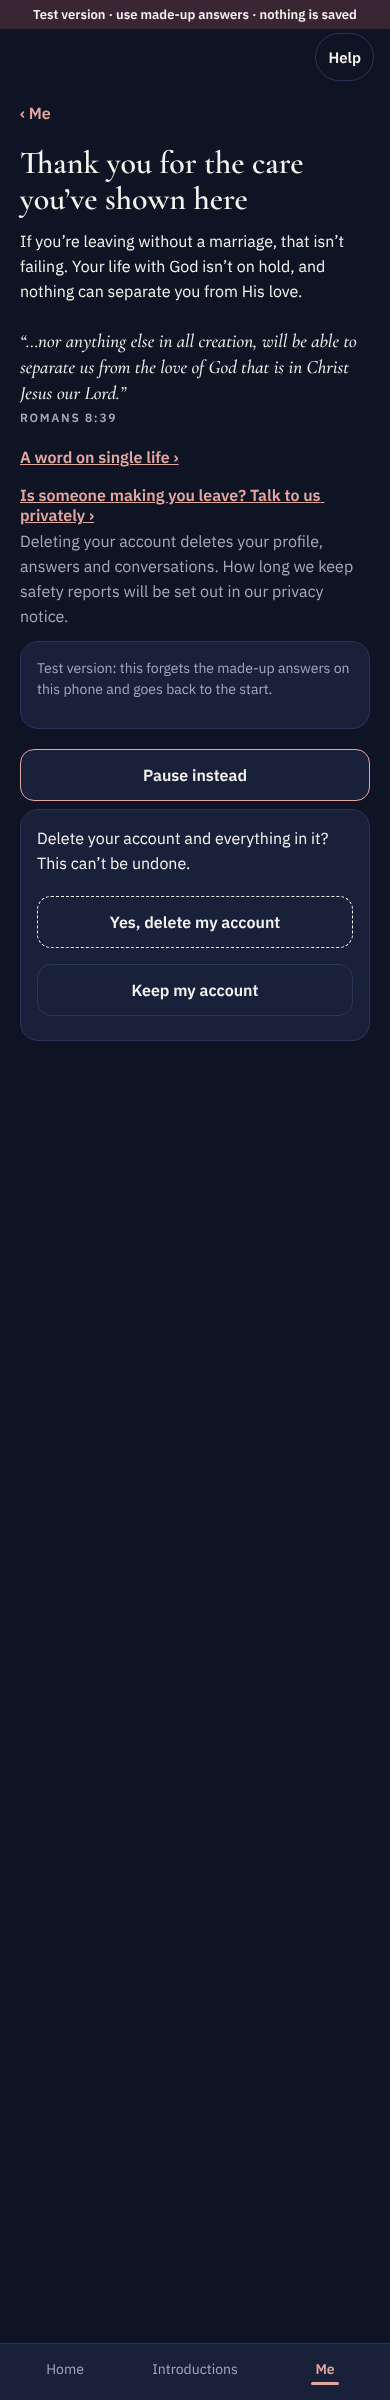 Test version · use made-up answers · nothing is saved
Help
‹ Me
Thank you for the care
you’ve shown here
If you’re leaving without a marriage, that isn’t
failing. Your life with God isn’t on hold, and
nothing can separate you from His love.
“…nor anything else in all creation, will be able to
separate us from the love of God that is in Christ
Jesus our Lord.”
ROMANS 8:39
A word on single life ›
Is someone making you leave? Talk to us
privately ›
Deleting your account deletes your profile,
answers and conversations. How long we keep
safety reports will be set out in our privacy
notice.
Test version: this forgets the made-up answers on
this phone and goes back to the start.
Pause instead
Delete your account and everything in it?
This can’t be undone.
Yes, delete my account
Keep my account
Home
Introductions
Me